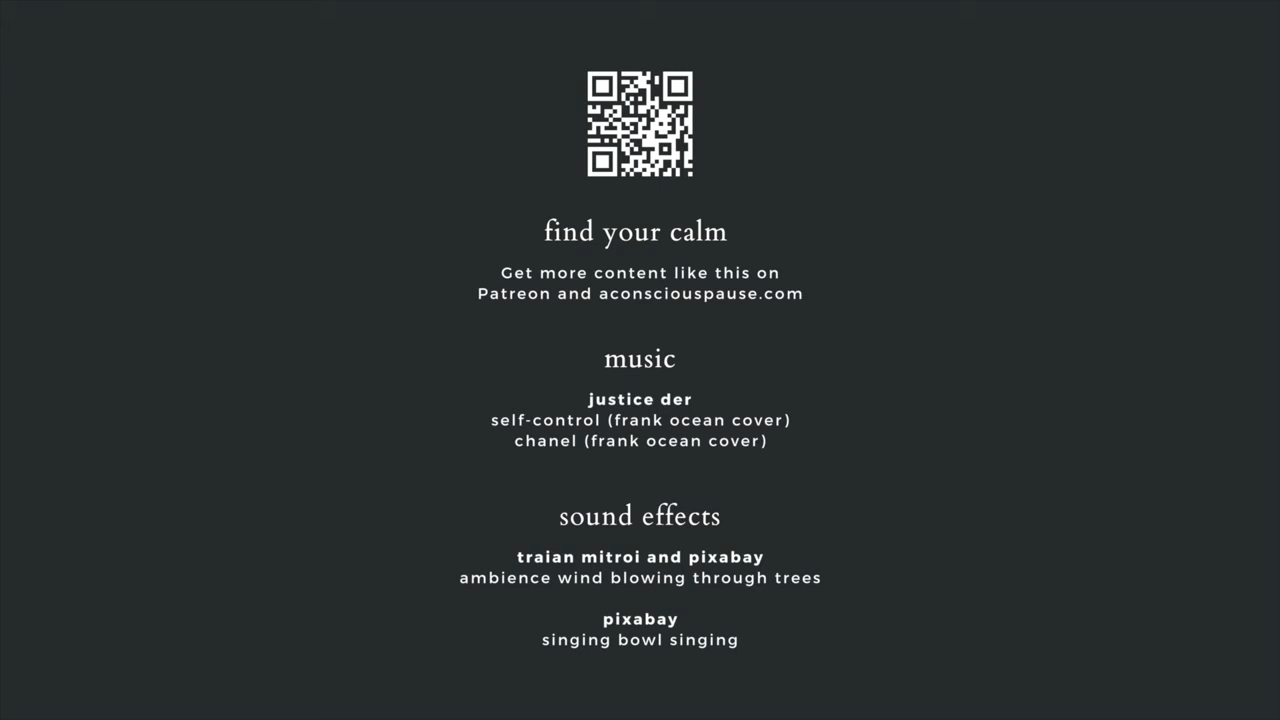 find your calm
Get more content like this on
Patreon and aconsciouspause.com
music
justice der
self-control (frank ocean cover)
chanel (frank ocean cover)
sound effects
traian mitroi and pixabay
ambience wind blowing through trees
pixabay
singing bowl singing